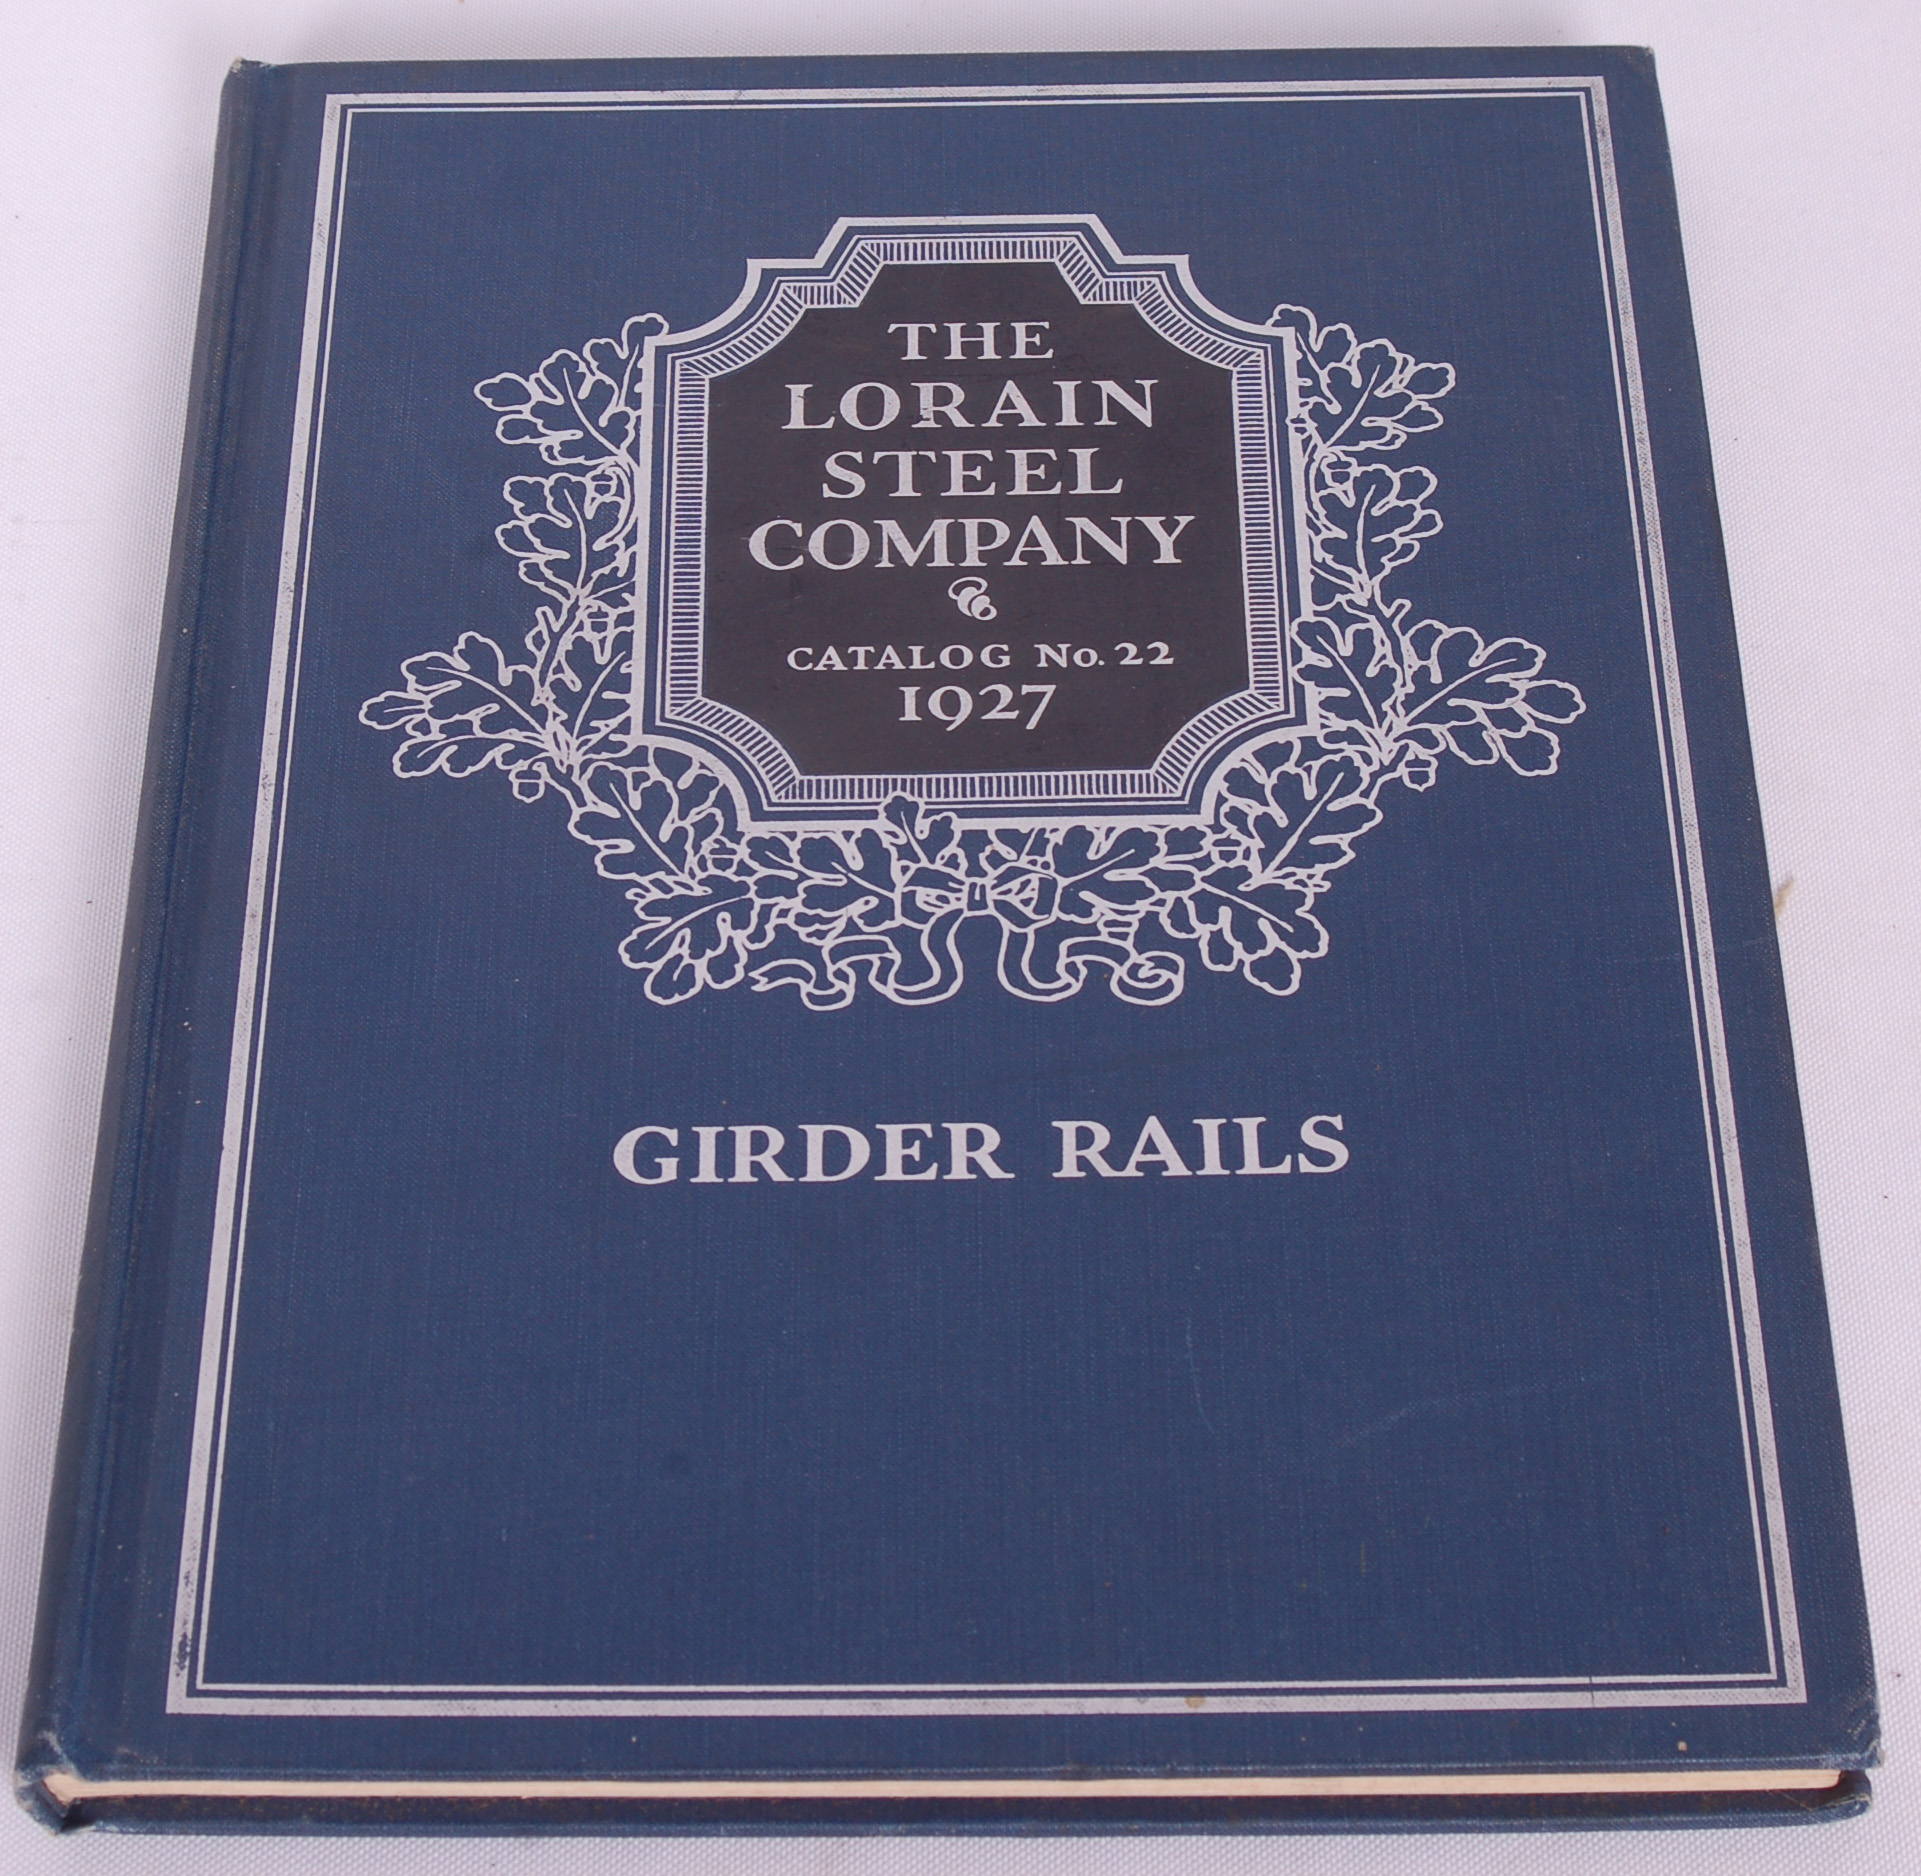 THE
LORAIN
STEEL
COMPANY
CATALOG No. 22
1927
GIRDER RAILS